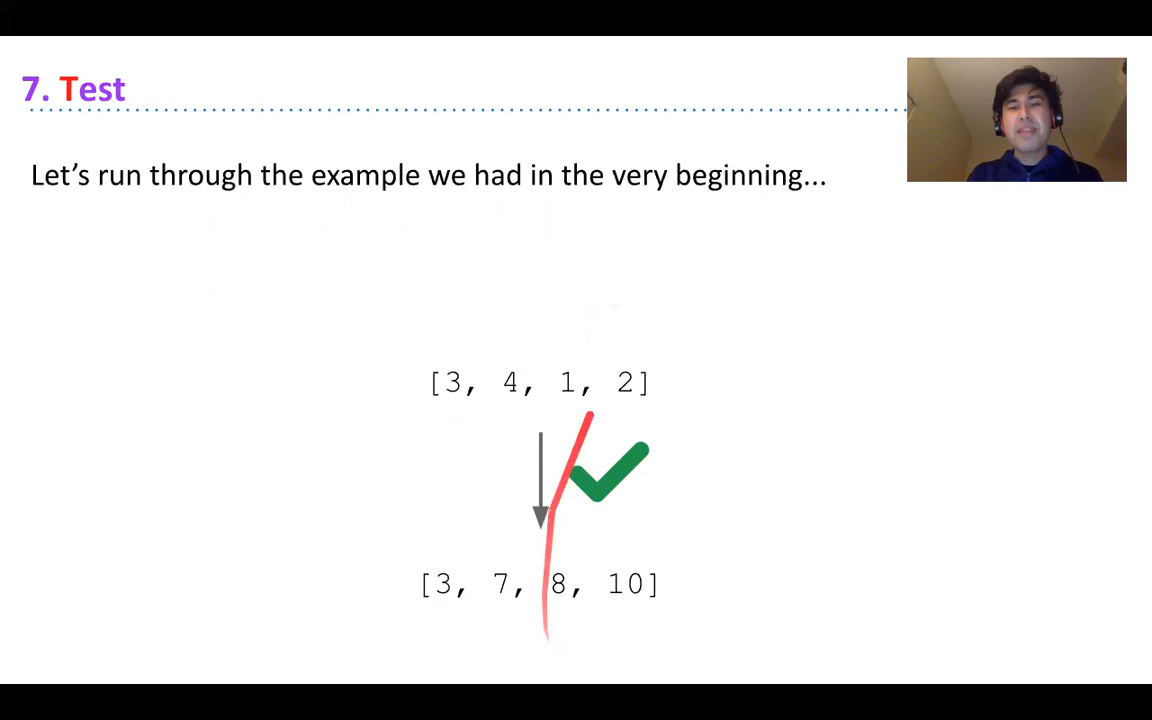 7. Test
Let's run through the example we had in the very beginning...
[3, 4, 1, 2]
[3, 7, 8, 10]